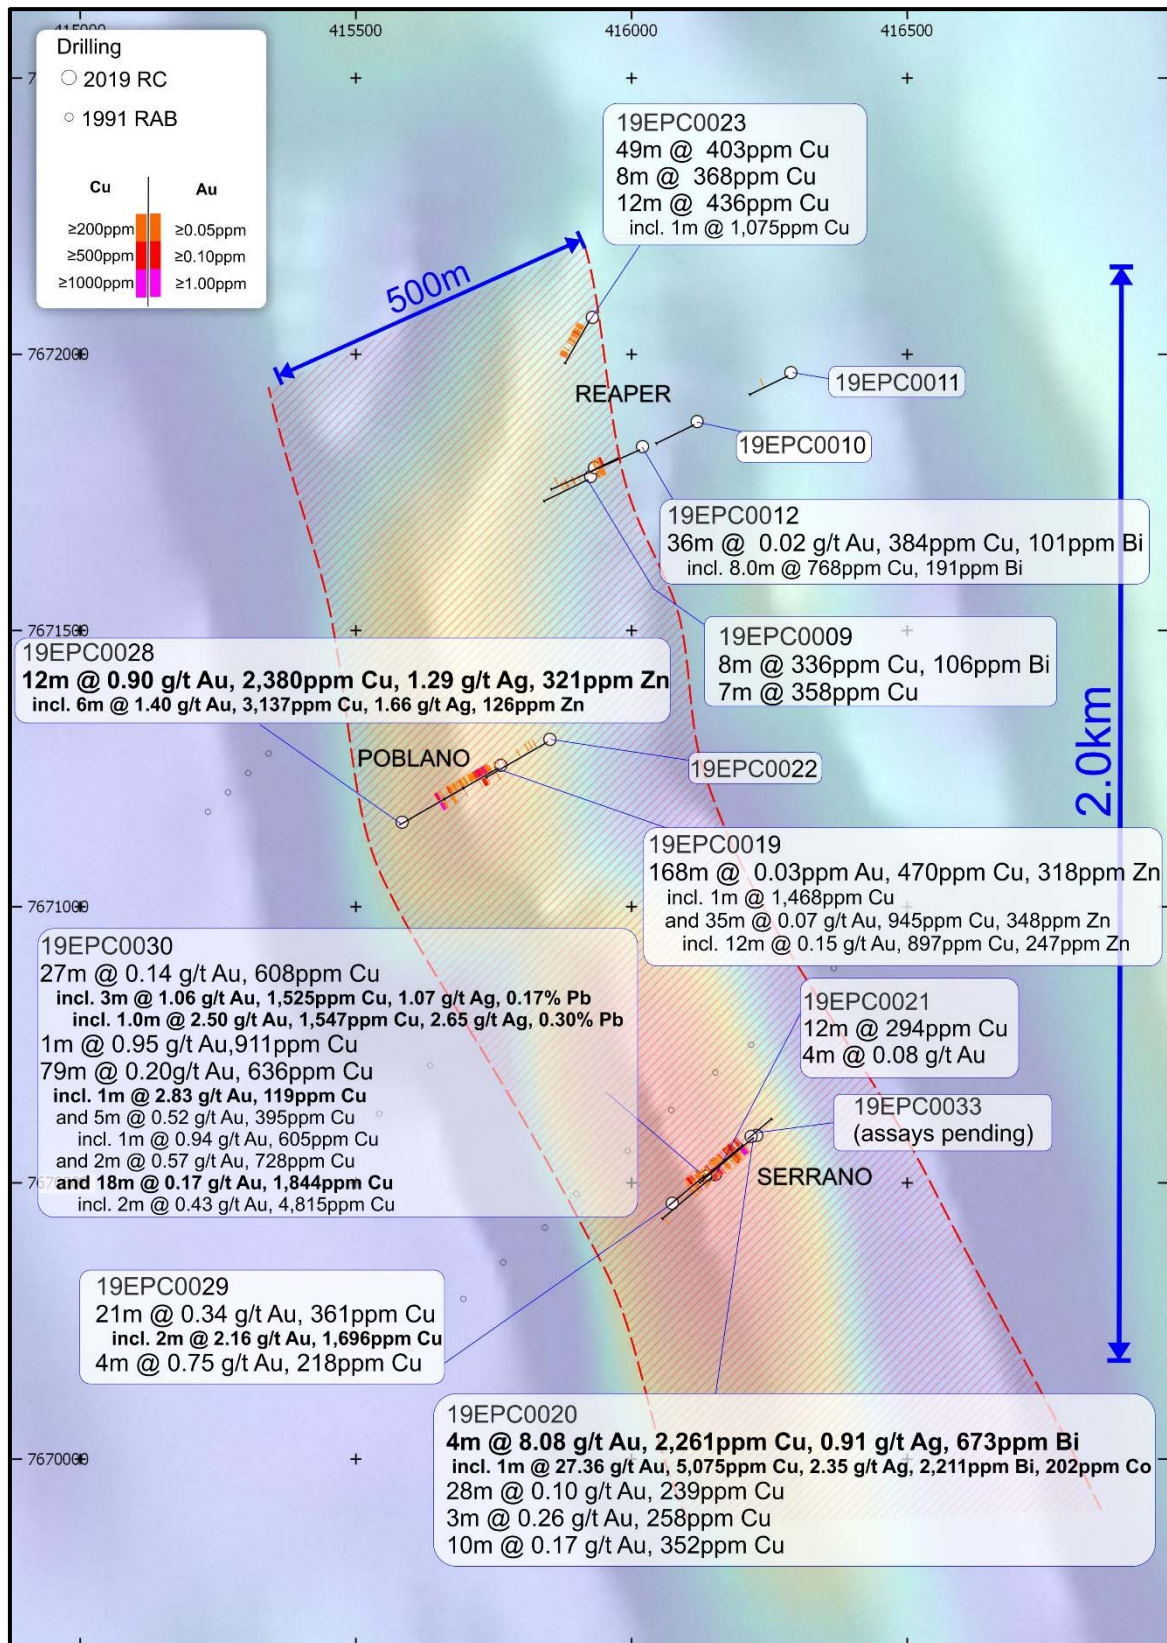 415000
415500
416000
416500
Drilling
2019 RC
1991 RAB
Cu
Au
≥200ppm
≥0.05ppm
≥500ppm
≥0.10ppm
≥1000ppm
≥1.00ppm
19EPC0023
49m @ 403ppm Cu
8m @ 368ppm Cu
12m @ 436ppm Cu
incl. 1m @ 1,075ppm Cu
500m
7672000
REAPER
19EPC0011
19EPC0010
19EPC0012
36m @ 0.02 g/t Au, 384ppm Cu, 101ppm Bi
incl. 8.0m @ 768ppm Cu, 191ppm Bi
7671500
19EPC0009
8m @ 336ppm Cu, 106ppm Bi
7m @ 358ppm Cu
19EPC0028
12m @ 0.90 g/t Au, 2,380ppm Cu, 1.29 g/t Ag, 321ppm Zn
incl. 6m @ 1.40 g/t Au, 3,137ppm Cu, 1.66 g/t Ag, 126ppm Zn
2.0km
POBLANO
19EPC0022
19EPC0019
168m @ 0.03ppm Au, 470ppm Cu, 318ppm Zn
incl. 1m @ 1,468ppm Cu
and 35m @ 0.07 g/t Au, 945ppm Cu, 348ppm Zn
incl. 12m @ 0.15 g/t Au, 897ppm Cu, 247ppm Zn
7671000
19EPC0030
27m @ 0.14 g/t Au, 608ppm Cu
incl. 3m @ 1.06 g/t Au, 1,525ppm Cu, 1.07 g/t Ag, 0.17% Pb
incl. 1.0m @ 2.50 g/t Au, 1,547ppm Cu, 2.65 g/t Ag, 0.30% Pb
1m @ 0.95 g/t Au,911ppm Cu
79m @ 0.20g/t Au, 636ppm Cu
incl. 1m @ 2.83 g/t Au, 119ppm Cu
and 5m @ 0.52 g/t Au, 395ppm Cu
incl. 1m @ 0.94 g/t Au, 605ppm Cu
and 2m @ 0.57 g/t Au, 728ppm Cu
and 18m @ 0.17 g/t Au, 1,844ppm Cu
incl. 2m @ 0.43 g/t Au, 4,815ppm Cu
19EPC0021
12m @ 294ppm Cu
4m @ 0.08 g/t Au
19EPC0033
(assays pending)
SERRANO
19EPC0029
21m @ 0.34 g/t Au, 361ppm Cu
incl. 2m @ 2.16 g/t Au, 1,696ppm Cu
4m @ 0.75 g/t Au, 218ppm Cu
19EPC0020
4m @ 8.08 g/t Au, 2,261ppm Cu, 0.91 g/t Ag, 673ppm Bi
incl. 1m @ 27.36 g/t Au, 5,075ppm Cu, 2.35 g/t Ag, 2,211ppm Bi, 202ppm Co
28m @ 0.10 g/t Au, 239ppm Cu
3m @ 0.26 g/t Au, 258ppm Cu
10m @ 0.17 g/t Au, 352ppm Cu
7670000